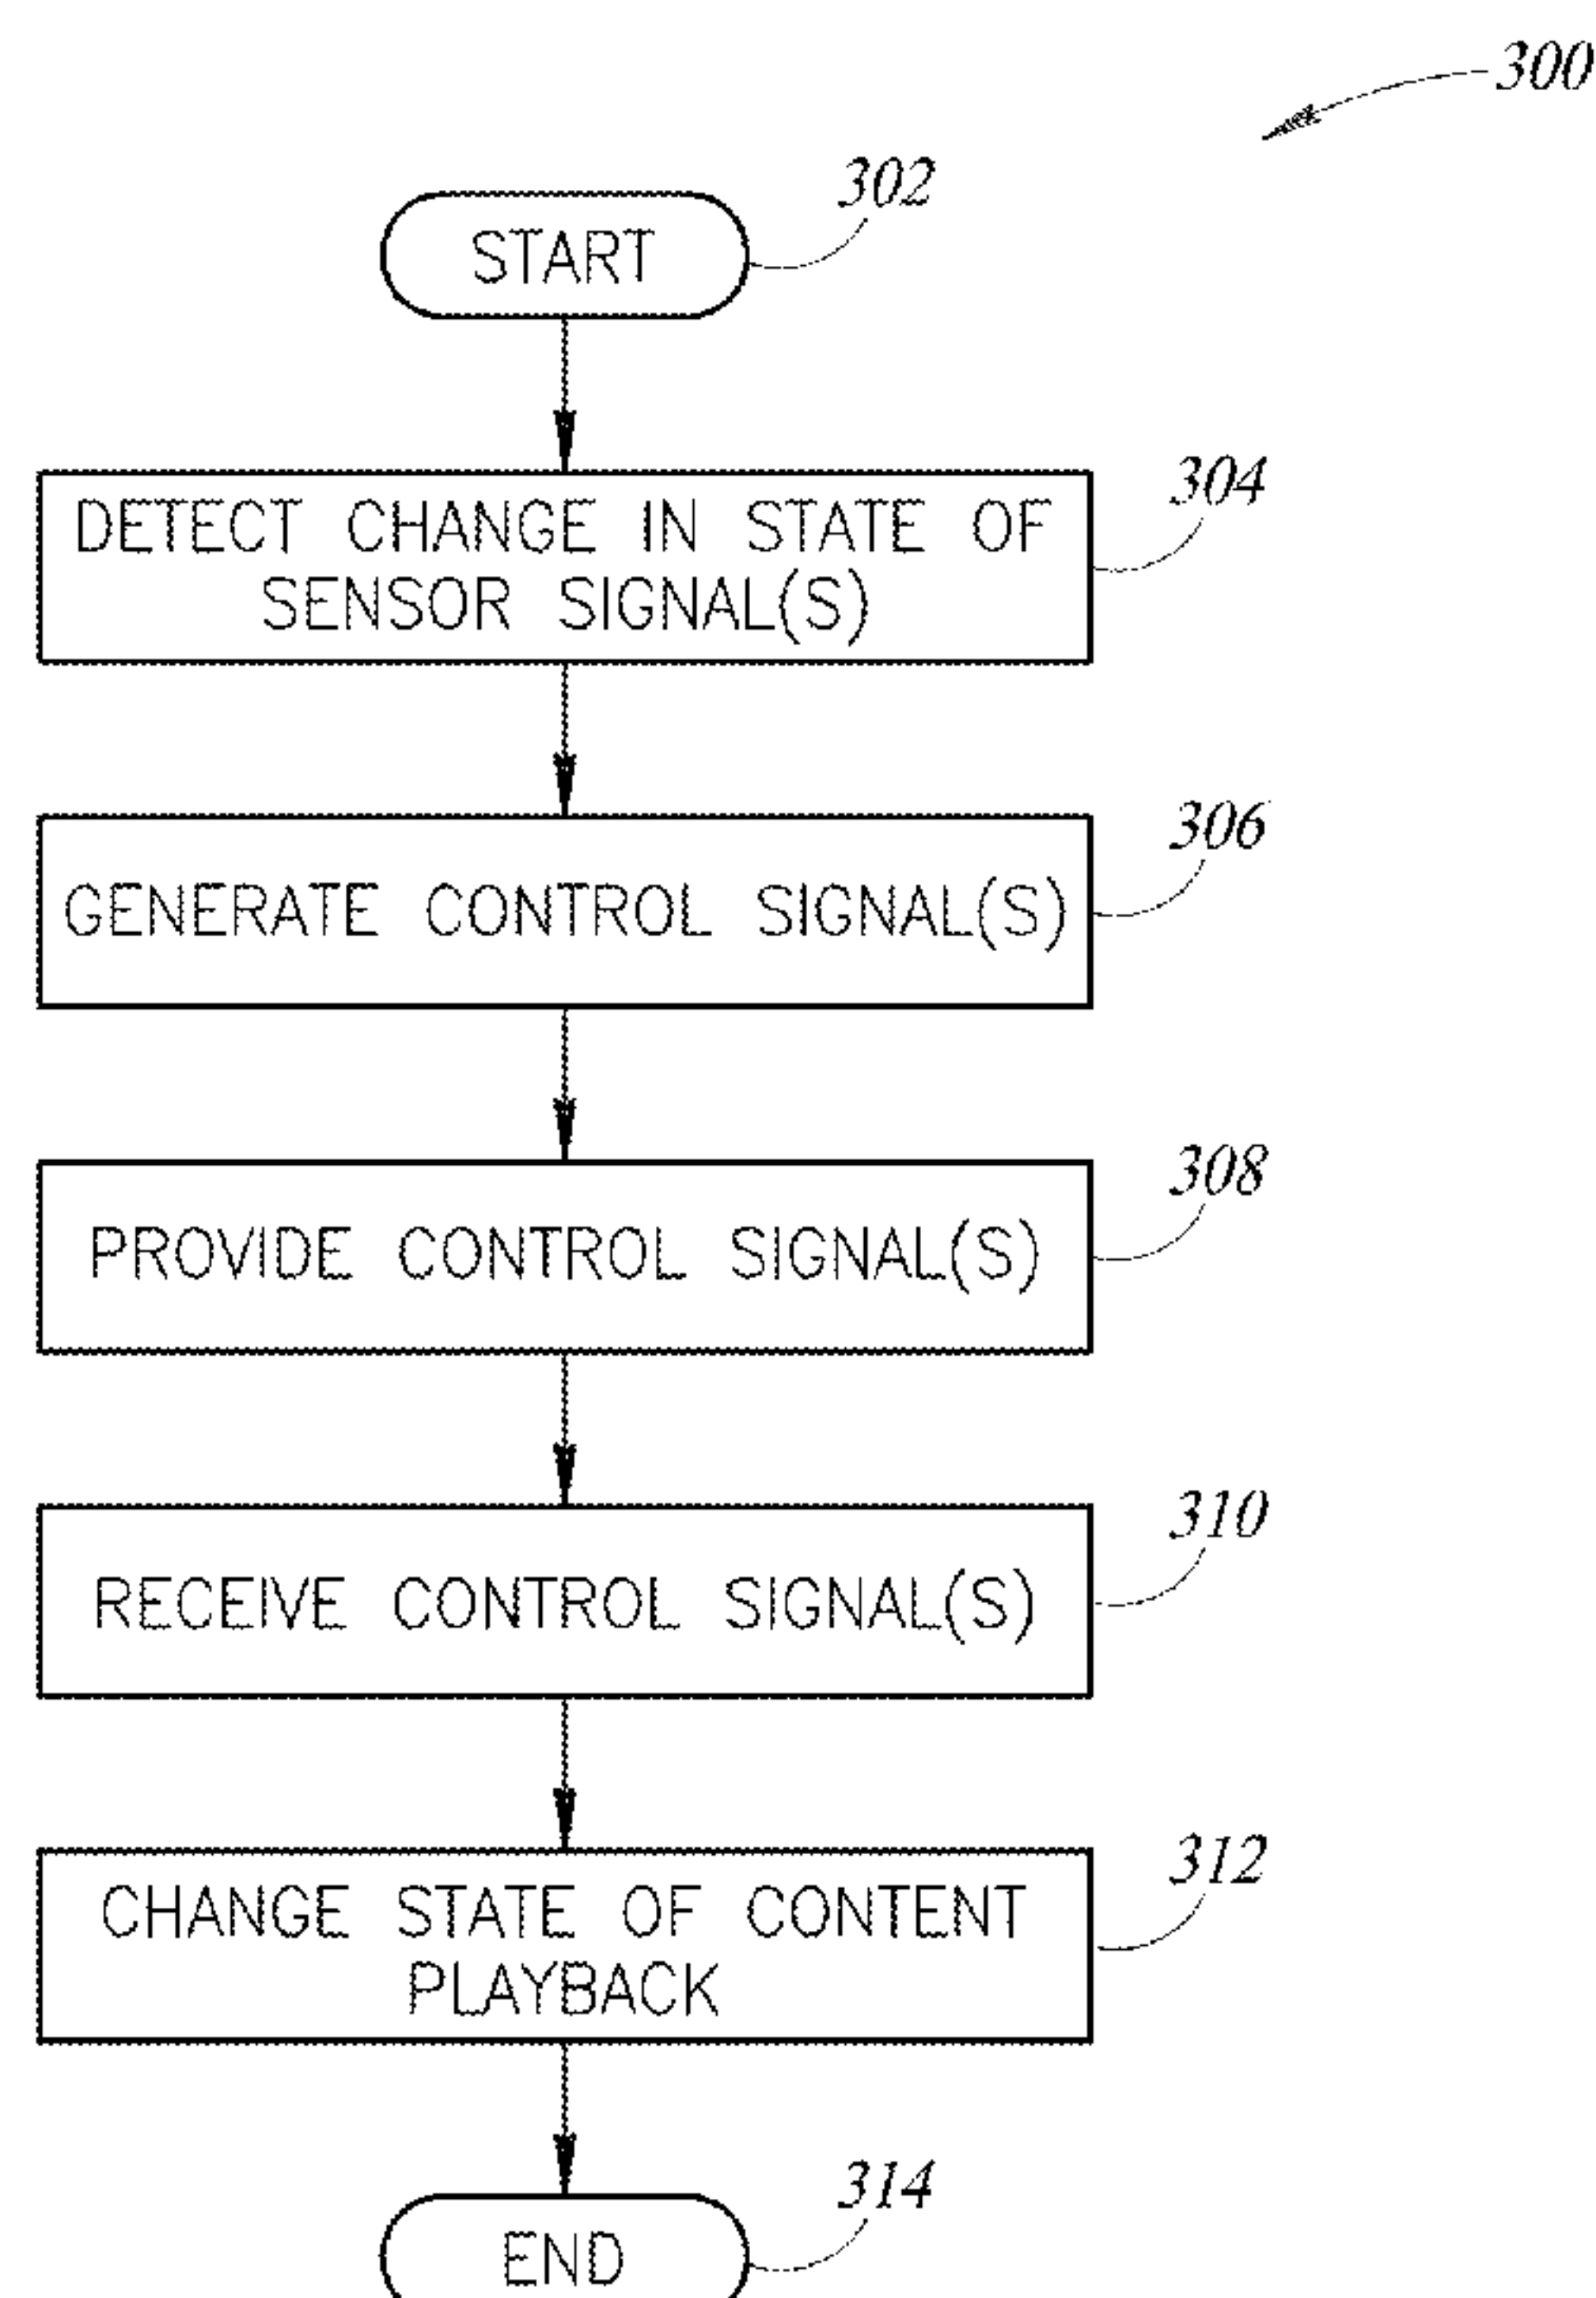 300
302
START
304
DETECT CHANGE IN STATE OF
SENSOR SIGNAL(S)
306
GENERATE CONTROL SIGNAL(S)
308
PROVIDE CONTROL SIGNAL(S)
310
RECEIVE CONTROL SIGNAL(S)
312
CHANGE STATE OF CONTENT
PLAYBACK
314
END